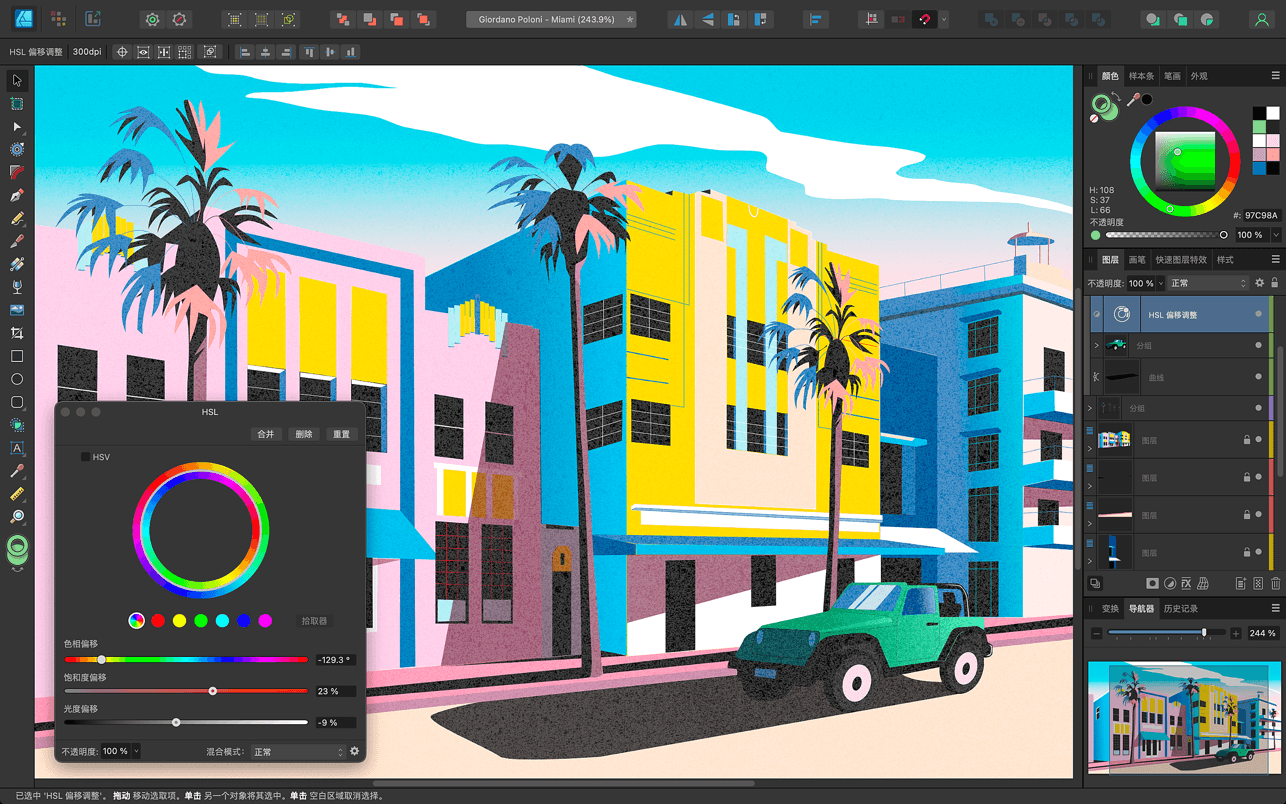 Giordano Poloni - Miami (243.9%)
HSL 偏移调整
300dpi
颜色
样本条
笔画
外观
H: 108
S: 37
L: 66
#: 97C98A
不透明度
100 %
图层
画笔
快速图层特效
样式
不透明度: 100 %
正常
HSL 偏移调整
分组
曲线
分组
图层
图层
图层
图层
变换
导航器
历史记录
244 %
HSL
合并
删除
重置
HSV
拾取器
色相偏移
-129.3 °
饱和度偏移
23 %
光度偏移
-9 %
不透明度: 100 %
混合模式: 正常
已选中 'HSL 偏移调整'。 拖动 移动选取项。 单击 另一个对象将其选中。 单击 空白区域取消选择。